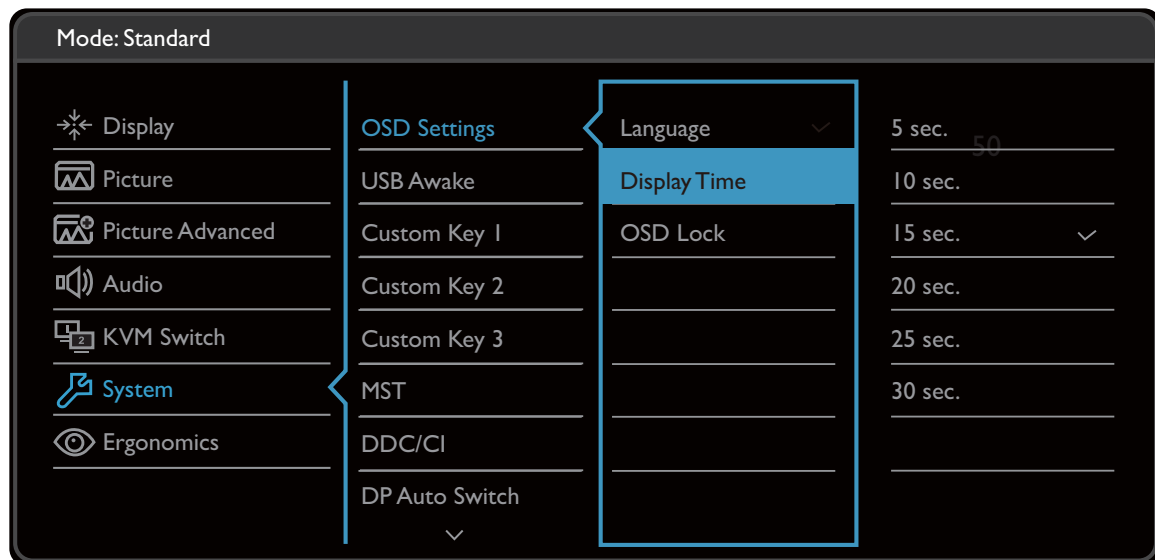 Mode: Standard
Display
Picture
Picture Advanced
Audio
KVM Switch
2
System
Ergonomics
OSD Settings
USB Awake
Custom Key 1
Custom Key 2
Custom Key 3
MST
DDC/CI
DP Auto Switch
Language
Display Time
OSD Lock
5 sec.
50
10 sec.
15 sec.
20 sec.
25 sec.
30 sec.